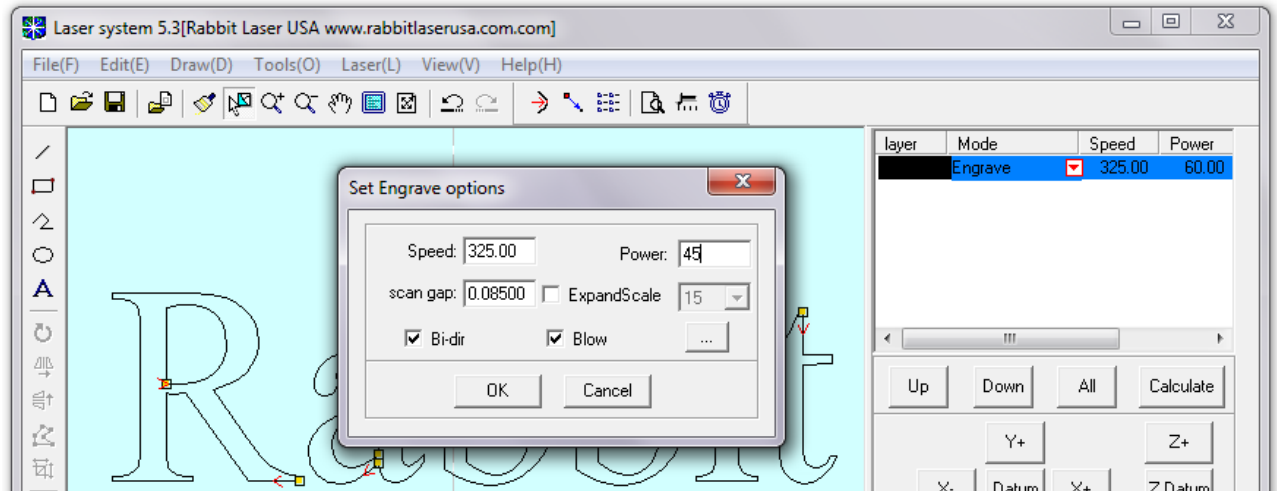 Laser system 5.3[Rabbit Laser USA www.rabbitlaserusa.com.com]
File(F) Edit(E) Draw(D) Tools(O) Laser(L) View(V) Help(H)
layer Mode Speed Power
Engrave 325.00 60.00
Set Engrave options
Speed: 325.00 Power: 45
scan gap: 0.08500 ExpandScale 15
Bi-dir Blow ...
OK Cancel
Rabbit
Up Down All Calculate
Y+ Z+
X- Datum X+ Z Datum